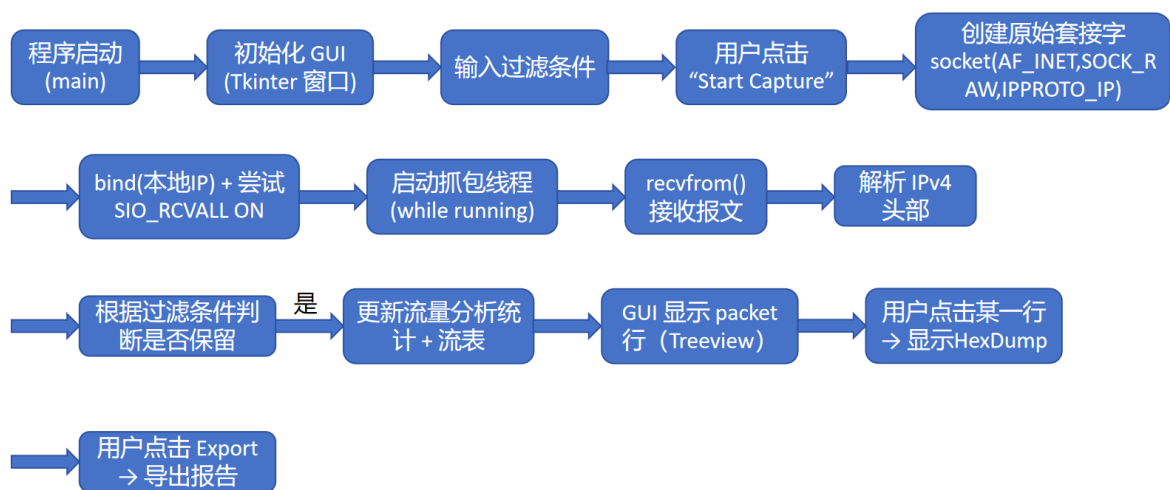 程序启动
(main)
初始化 GUI
(Tkinter 窗口)
输入过滤条件
用户点击
“Start Capture”
创建原始套接字
socket(AF_INET,SOCK_R
AW,IPPROTO_IP)
bind(本地IP) + 尝试
SIO_RCVALL ON
启动抓包线程
(while running)
recvfrom()
接收报文
解析 IPv4
头部
根据过滤条件判
断是否保留
是
更新流量分析统
计 + 流表
GUI 显示 packet
行（Treeview）
用户点击某一行
→ 显示HexDump
用户点击 Export
→ 导出报告